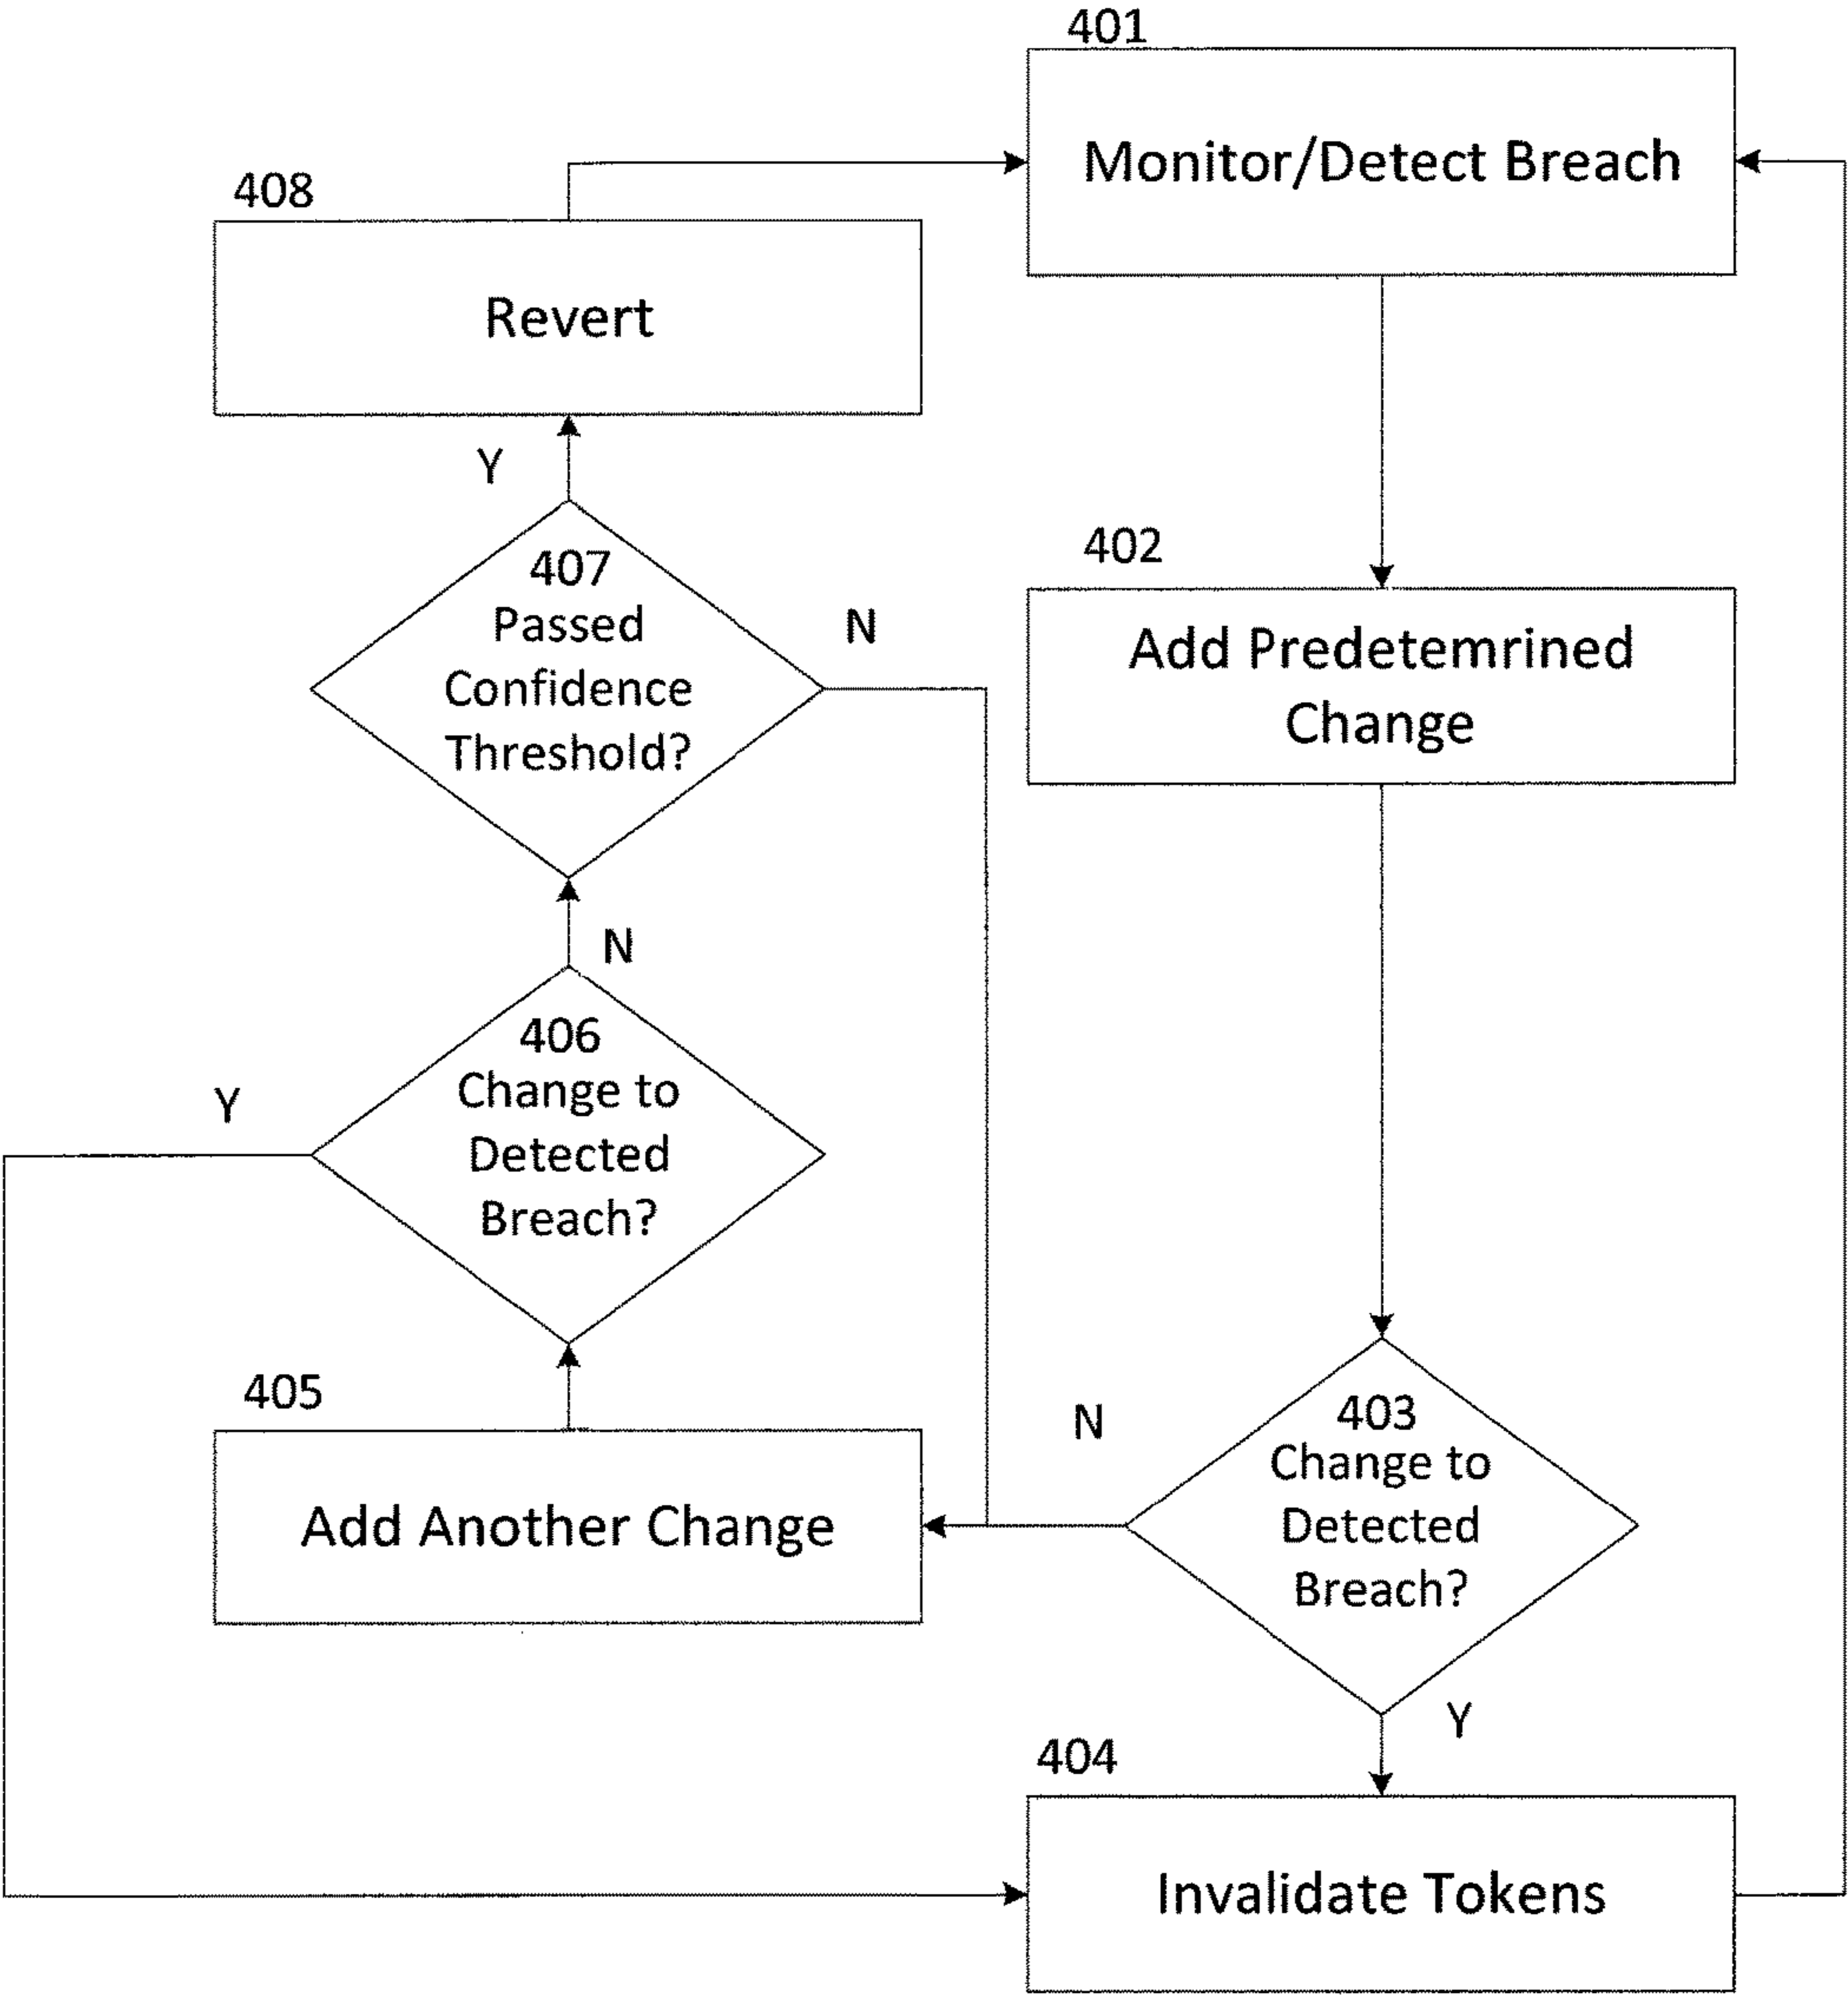 401
Monitor/Detect Breach
408
Revert
Y
407
Passed
Confidence
Threshold?
N
402
Add Predetemrined
Change
N
406
Change to
Detected
Breach?
Y
405
Add Another Change
N
403
Change to
Detected
Breach?
Y
404
Invalidate Tokens